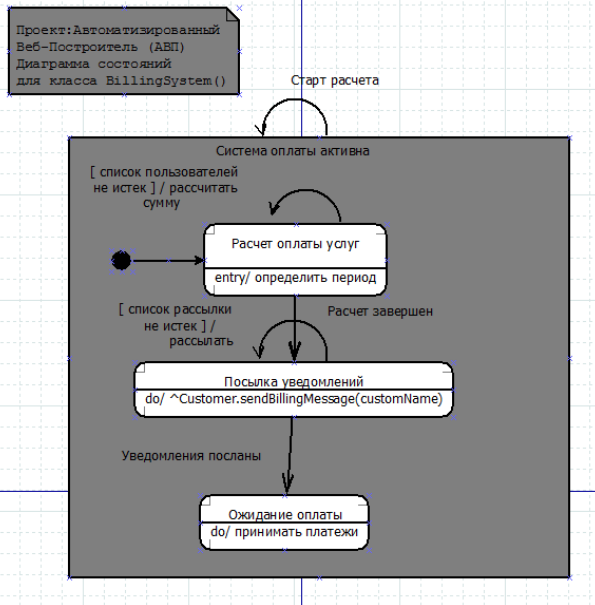 Проект:Автоматизированный
Веб-Построитель (АВП)
Диаграмма состояний
для класса BillingSystem()
Старт расчета
Система оплаты активна
[ список пользователей
не истек ] / рассчитать
сумму
Расчет оплаты услуг
entry/ определить период
[ список рассылки
не истек ] /
рассылать
Расчет завершен
Посылка уведомлений
do/ ^Customer.sendBillingMessage(customName)
Уведомления посланы
Ожидание оплаты
do/ принимать платежи